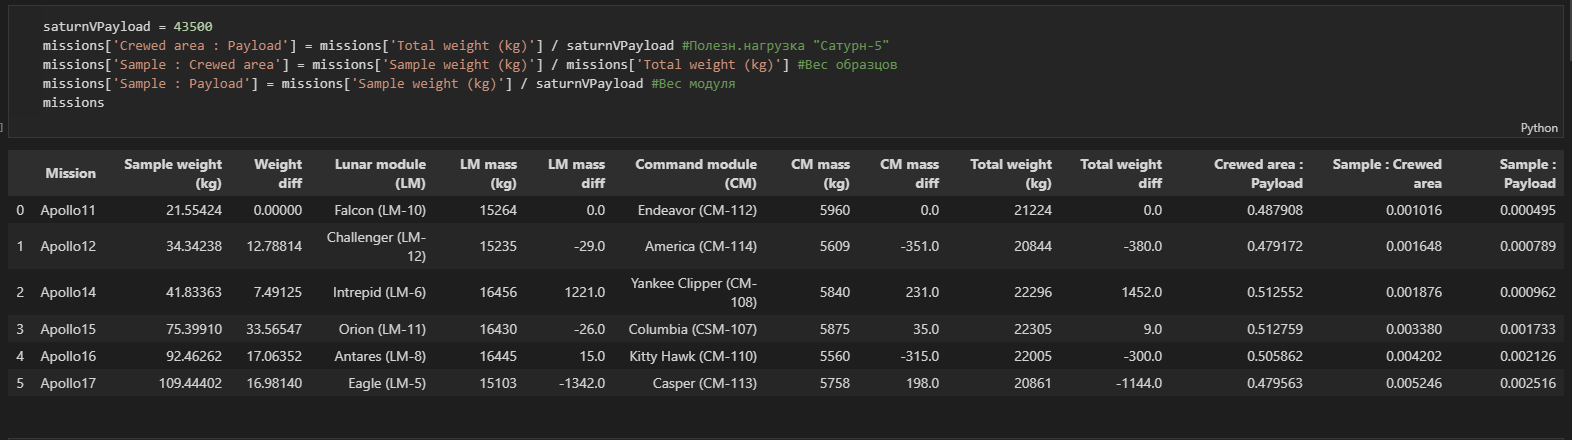 saturnVPayload = 43500
missions['Crewed area : Payload'] = missions['Total weight (kg)'] / saturnVPayload #Полезн.нагрузка "Сатурн-5"
missions['Sample : Crewed area'] = missions['Sample weight (kg)'] / missions['Total weight (kg)'] #Вес образцов
missions['Sample : Payload'] = missions['Sample weight (kg)'] / saturnVPayload #Вес модуля
missions
]
Python
Mission Sample weight (kg) Weight diff Lunar module (LM) LM mass (kg) LM mass diff Command module (CM) CM mass (kg) CM mass diff Total weight (kg) Total weight diff Crewed area : Payload Sample : Crewed area Sample : Payload
0 Apollo11 21.55424 0.00000 Falcon (LM-10) 15264 0.0 Endeavor (CM-112) 5960 0.0 21224 0.0 0.487908 0.001016 0.000495
1 Apollo12 34.34238 12.78814 Challenger (LM-12) 15235 -29.0 America (CM-114) 5609 -351.0 20844 -380.0 0.479172 0.001648 0.000789
2 Apollo14 41.83363 7.49125 Intrepid (LM-6) 16456 1221.0 Yankee Clipper (CM-108) 5840 231.0 22296 1452.0 0.512552 0.001876 0.000962
3 Apollo15 75.39910 33.56547 Orion (LM-11) 16430 -26.0 Columbia (CSM-107) 5875 35.0 22305 9.0 0.512759 0.003380 0.001733
4 Apollo16 92.46262 17.06352 Antares (LM-8) 16445 15.0 Kitty Hawk (CM-110) 5560 -315.0 22005 -300.0 0.505862 0.004202 0.002126
5 Apollo17 109.44402 16.98140 Eagle (LM-5) 15103 -1342.0 Casper (CM-113) 5758 198.0 20861 -1144.0 0.479563 0.005246 0.002516